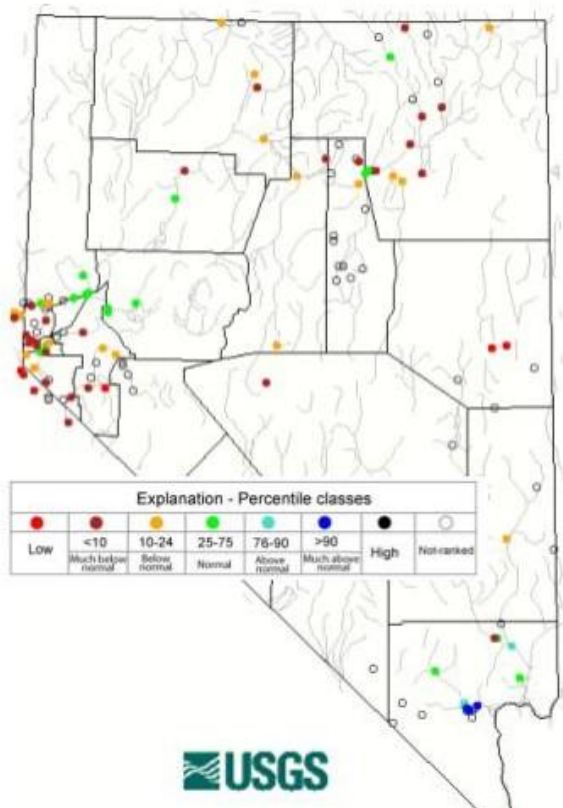 Explanation - Percentile classes
<10 10-24 25-75 76-90 >90
Low Much below normal Below normal Normal Above normal Much above normal High Not-ranked
USGS